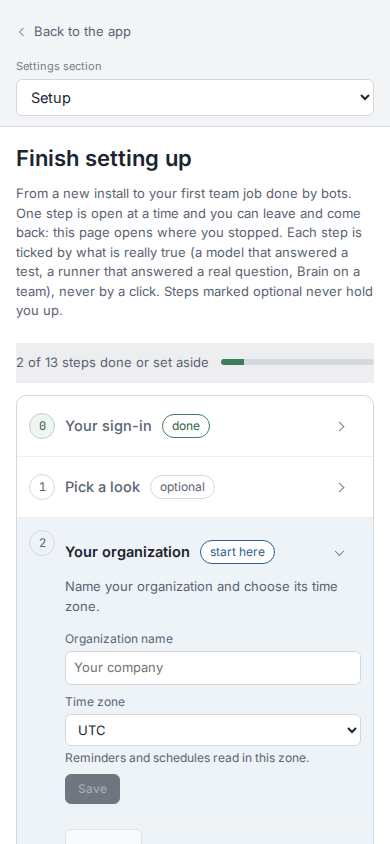 Back to the app
Settings section
Setup
Finish setting up
From a new install to your first team job done by bots.
One step is open at a time and you can leave and come
back: this page opens where you stopped. Each step is
ticked by what is really true (a model that answered a
test, a runner that answered a real question, Brain on a
team), never by a click. Steps marked optional never hold
you up.
2 of 13 steps done or set aside
0 Your sign-in done
1 Pick a look optional
2 Your organization start here
Name your organization and choose its time
zone.
Organization name
Your company
Time zone
UTC
Reminders and schedules read in this zone.
Save